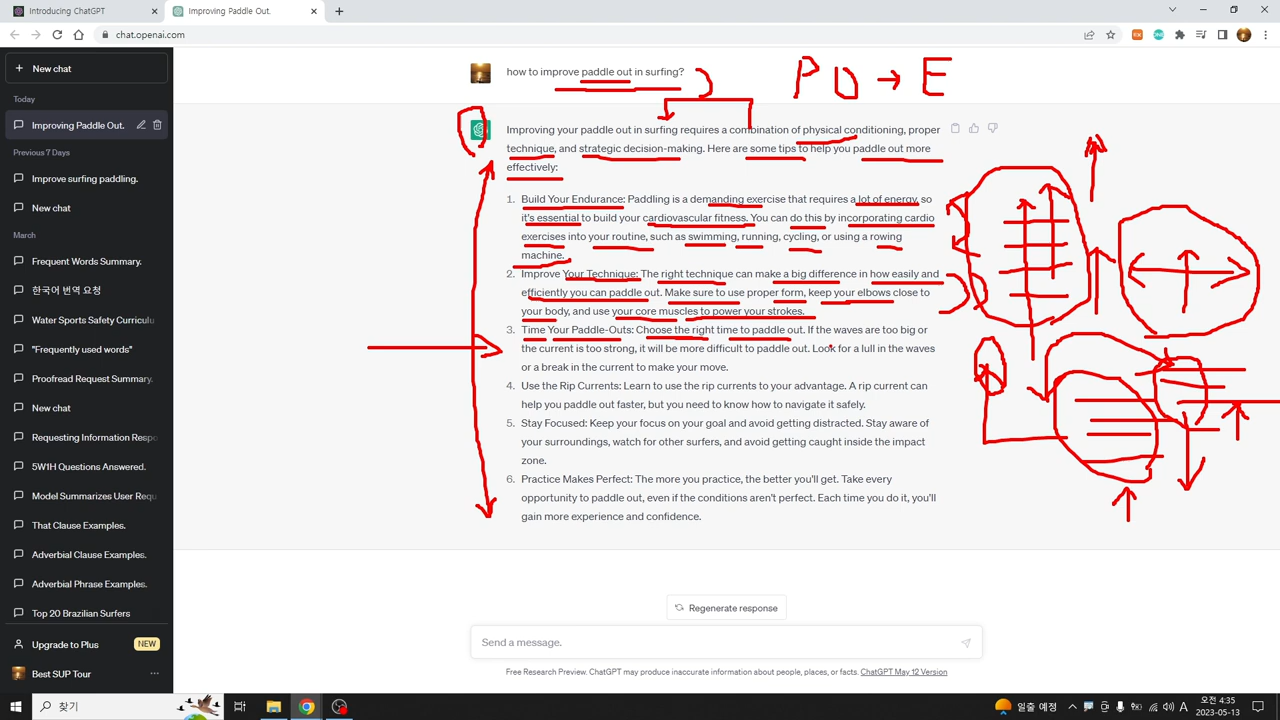 Introducing ChatGPT
Improving Paddle Out.
chat.openai.com
New chat
Today
Improving Paddle Out.
Previous 7 Days
Improve surfing paddling.
New chat
March
Frequent Words Summary.
한국어 번역 요청
Water Sports Safety Curriculu
"Frequently used words"
Proofread Request Summary.
New chat
Requesting Information Respo
5W1H Questions Answered.
Model Summarizes User Requ
That Clause Examples.
Adverbial Clause Examples.
Adverbial Phrase Examples.
Top 20 Brazilian Surfers
Upgrade to Plus
NEW
Best SUP Tour
how to improve paddle out in surfing?
P O → E
Improving your paddle out in surfing requires a combination of physical conditioning, proper
technique, and strategic decision-making. Here are some tips to help you paddle out more
effectively:
1. Build Your Endurance: Paddling is a demanding exercise that requires a lot of energy, so
it's essential to build your cardiovascular fitness. You can do this by incorporating cardio
exercises into your routine, such as swimming, running, cycling, or using a rowing
machine.
2. Improve Your Technique: The right technique can make a big difference in how easily and
efficiently you can paddle out. Make sure to use proper form, keep your elbows close to
your body, and use your core muscles to power your strokes.
3. Time Your Paddle-Outs: Choose the right time to paddle out. If the waves are too big or
the current is too strong, it will be more difficult to paddle out. Look for a lull in the waves
or a break in the current to make your move.
4. Use the Rip Currents: Learn to use the rip currents to your advantage. A rip current can
help you paddle out faster, but you need to know how to navigate it safely.
5. Stay Focused: Keep your focus on your goal and avoid getting distracted. Stay aware of
your surroundings, watch for other surfers, and avoid getting caught inside the impact
zone.
6. Practice Makes Perfect: The more you practice, the better you'll get. Take every
opportunity to paddle out, even if the conditions aren't perfect. Each time you do it, you'll
gain more experience and confidence.
Regenerate response
Send a message.
Free Research Preview. ChatGPT may produce inaccurate information about people, places, or facts. ChatGPT May 12 Version
찾기
일출 예정
A
오전 4:35
2023-05-13